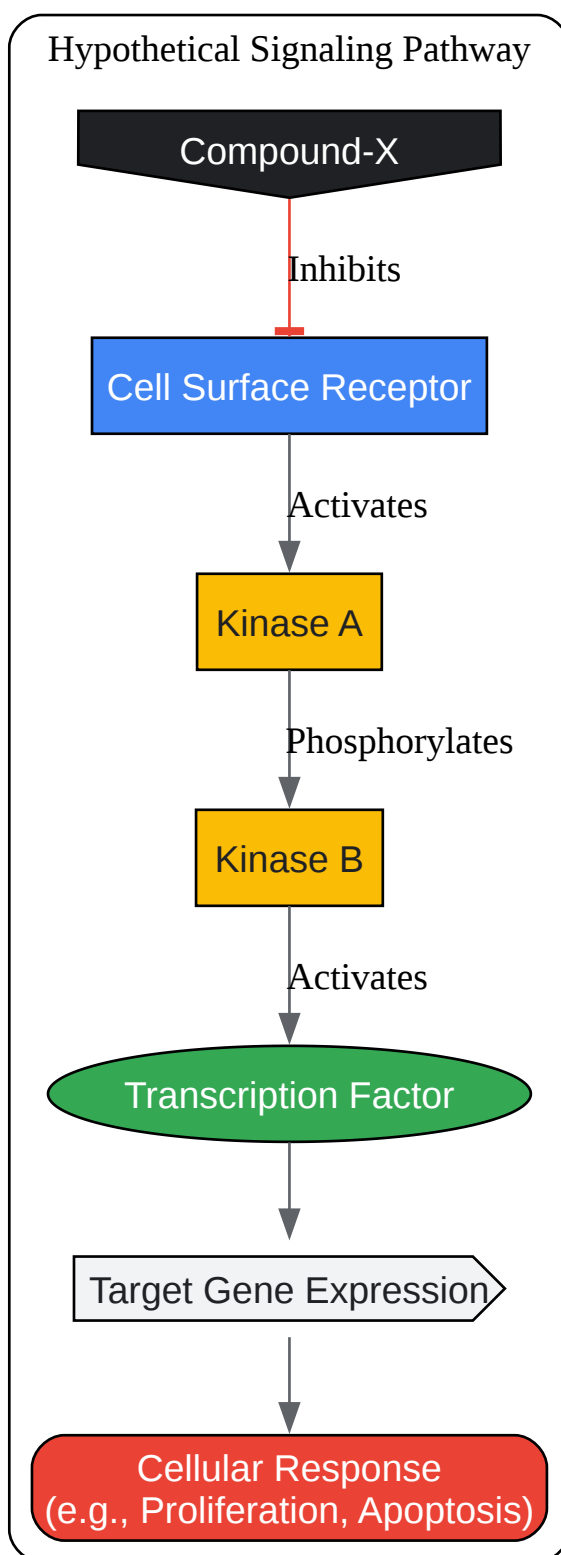 Hypothetical Signaling Pathway
Compound-X
Inhibits
Cell Surface Receptor
Activates
Kinase A
Phosphorylates
Kinase B
Activates
Transcription Factor
Target Gene Expression
Cellular Response
(e.g., Proliferation, Apoptosis)